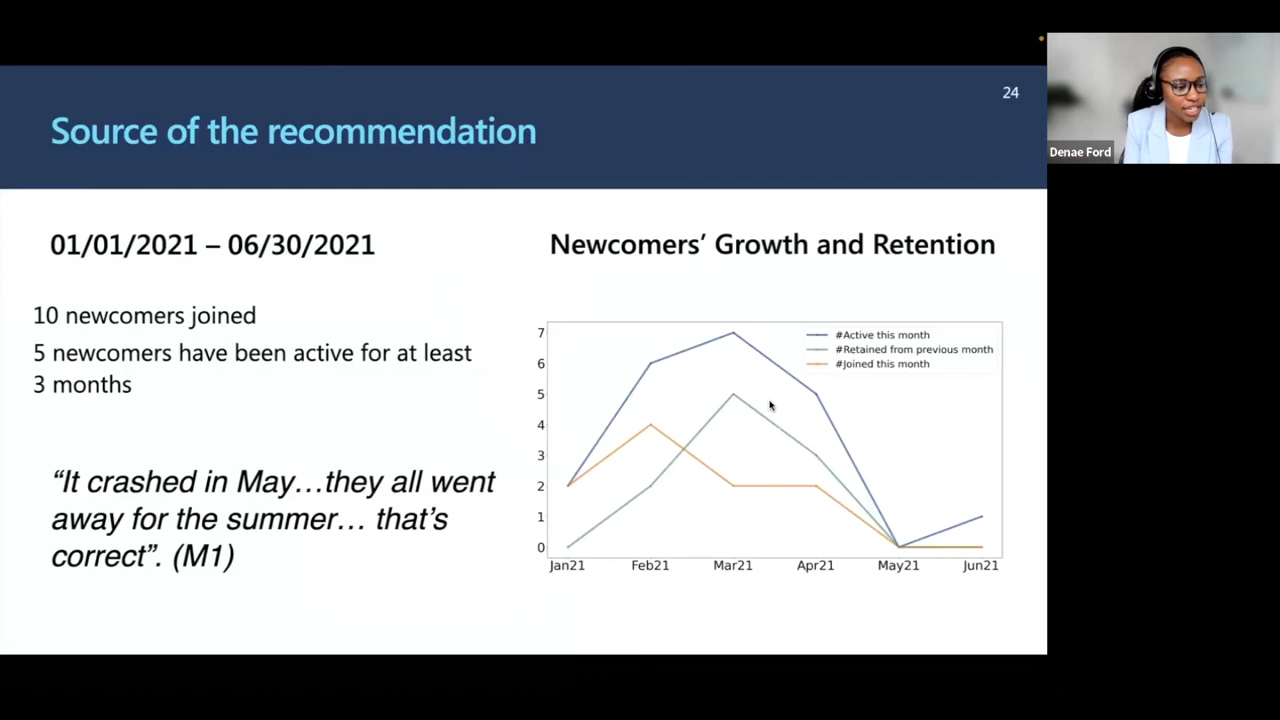 24
Source of the recommendation
Denae Ford
01/01/2021 – 06/30/2021
10 newcomers joined
5 newcomers have been active for at least
3 months
“It crashed in May…they all went
away for the summer… that’s
correct”. (M1)
Newcomers’ Growth and Retention
#Active this month
#Retained from previous month
#Joined this month
7
6
5
4
3
2
1
0
Jan21 Feb21 Mar21 Apr21 May21 Jun21